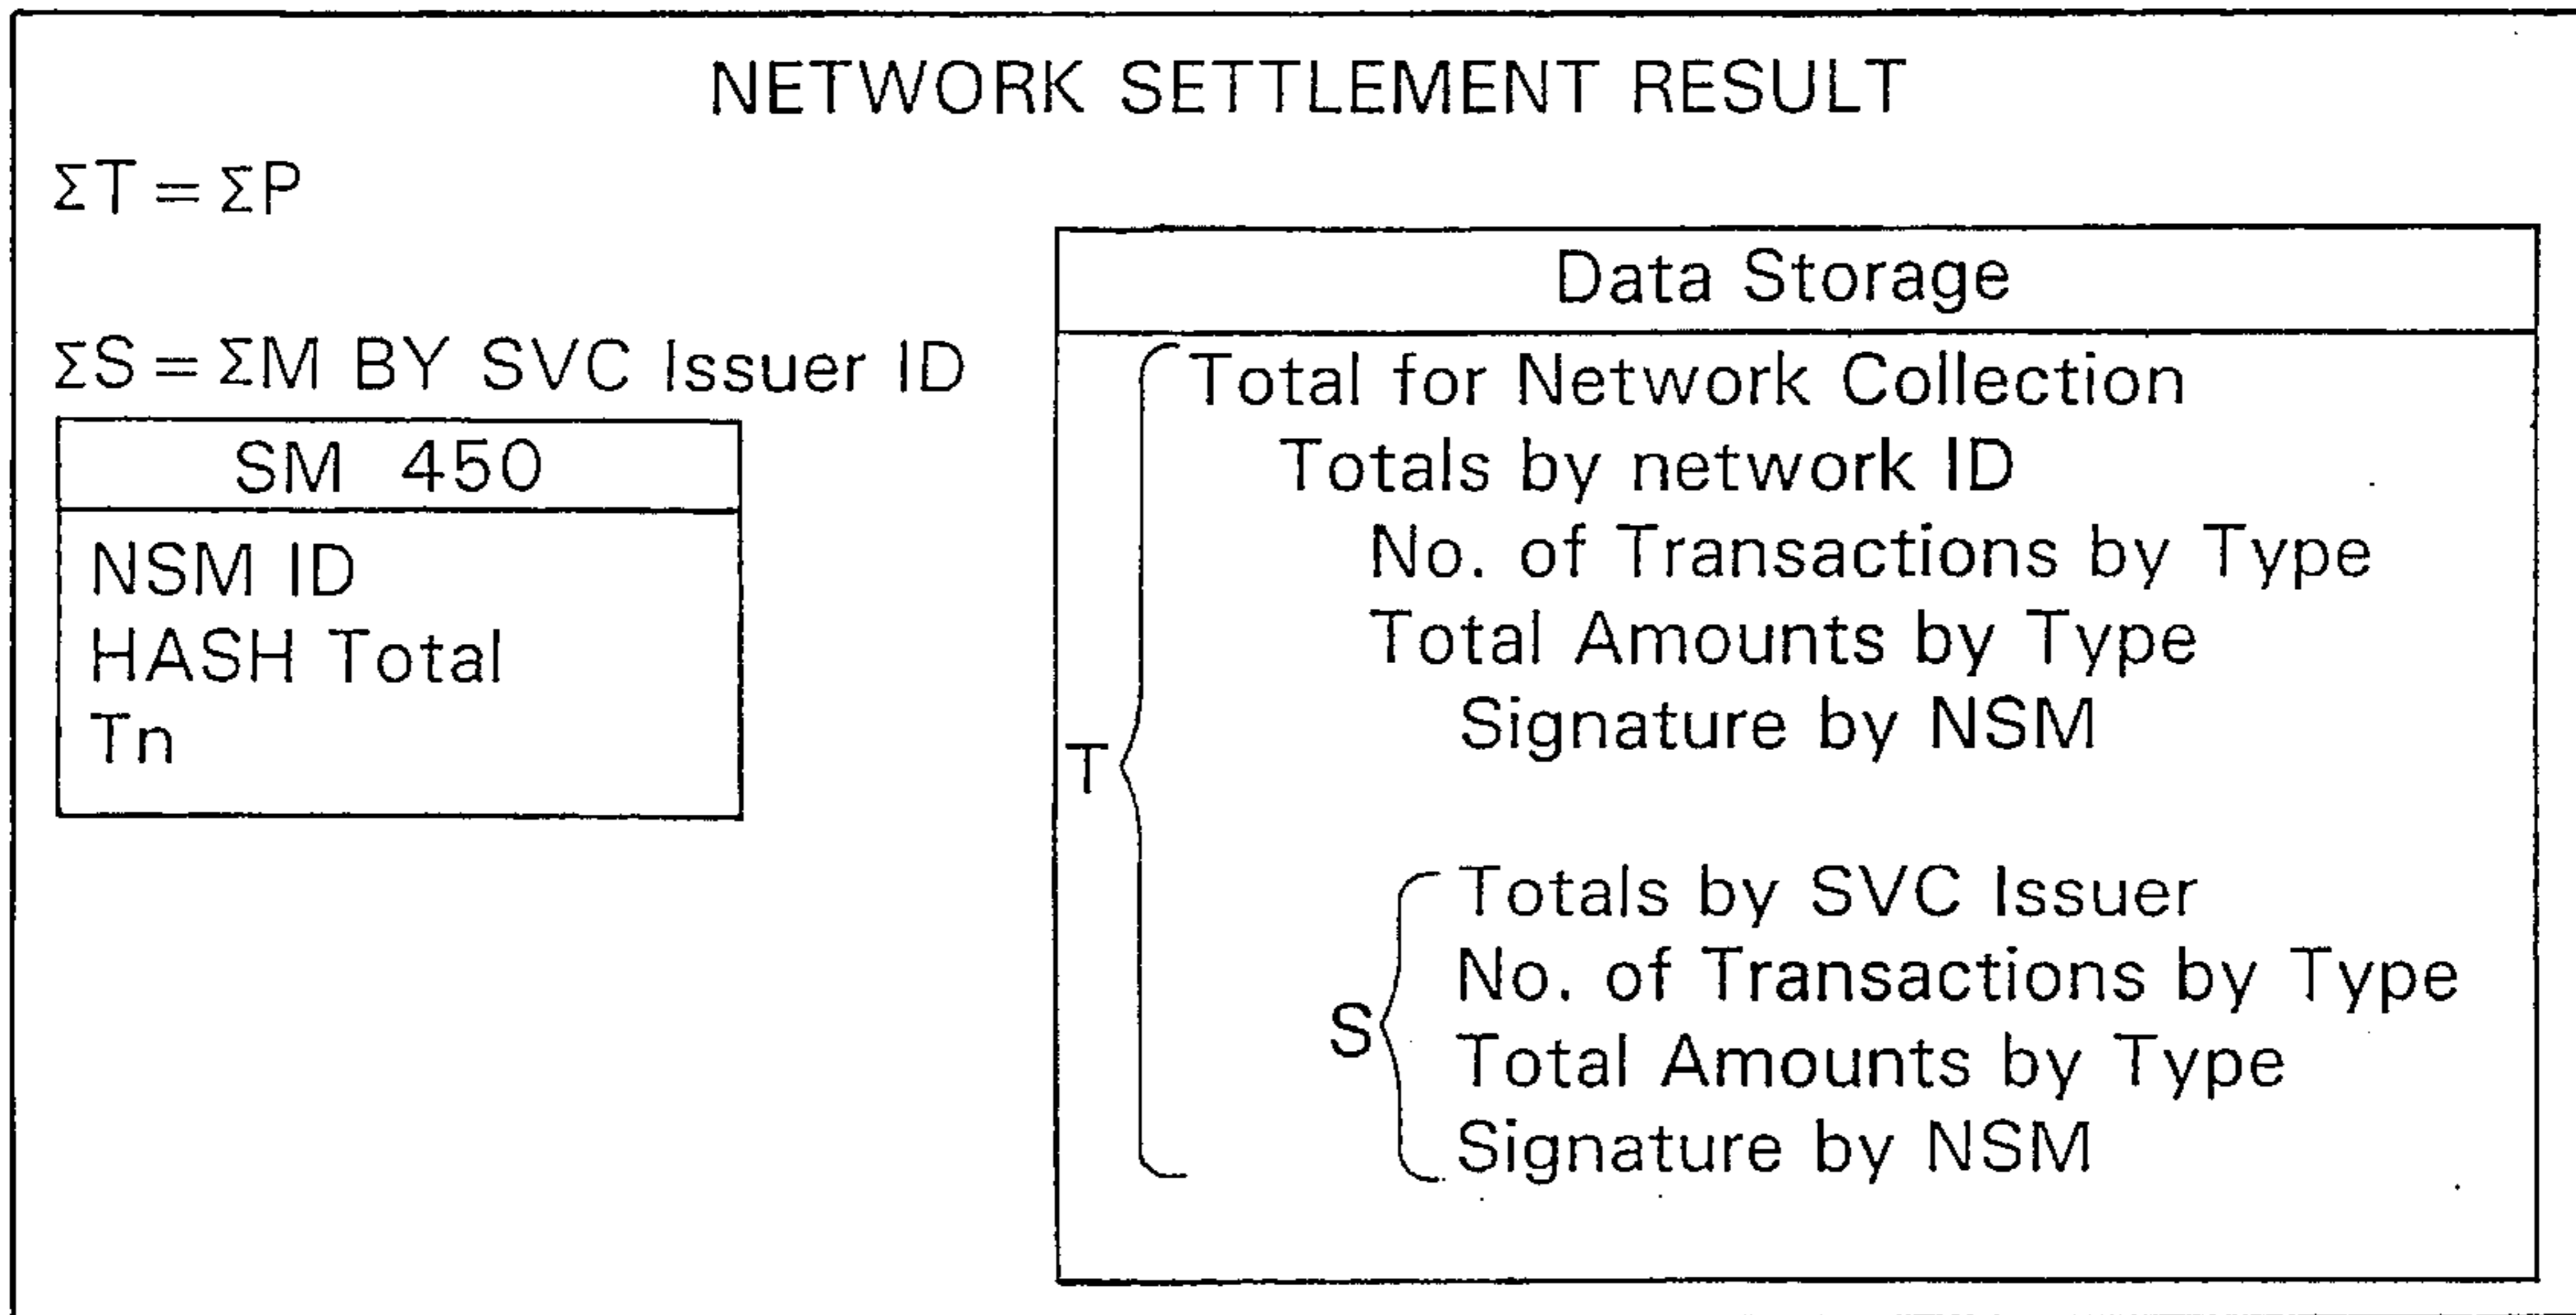 NETWORK SETTLEMENT RESULT
ΣT = ΣP
ΣS = ΣM BY SVC Issuer ID
SM 450
NSM ID
HASH Total
Tn
Data Storage
T
Total for Network Collection
Totals by network ID
No. of Transactions by Type
Total Amounts by Type
Signature by NSM
S
Totals by SVC Issuer
No. of Transactions by Type
Total Amounts by Type
Signature by NSM